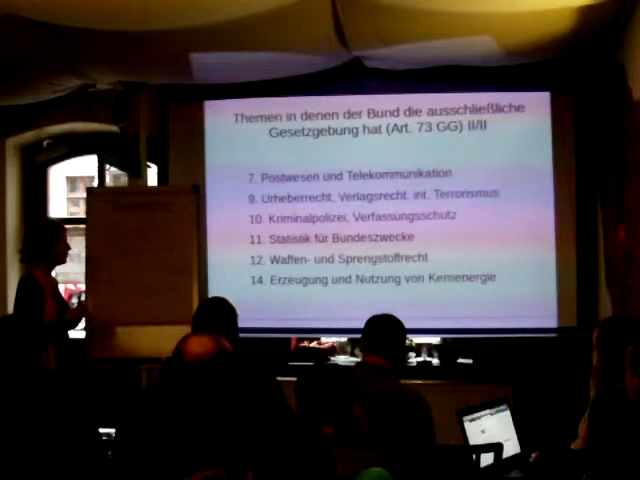 Themen in denen der Bund die ausschließliche
Gesetzgebung hat (Art. 73 GG) II/II
7. Postwesen und Telekommunikation
9. Urheberrecht, Verlagsrecht, int. Terrorismus
10. Kriminalpolizei, Verfassungsschutz
11. Statistik für Bundeszwecke
12. Waffen- und Sprengstoffrecht
14. Erzeugung und Nutzung von Kernenergie